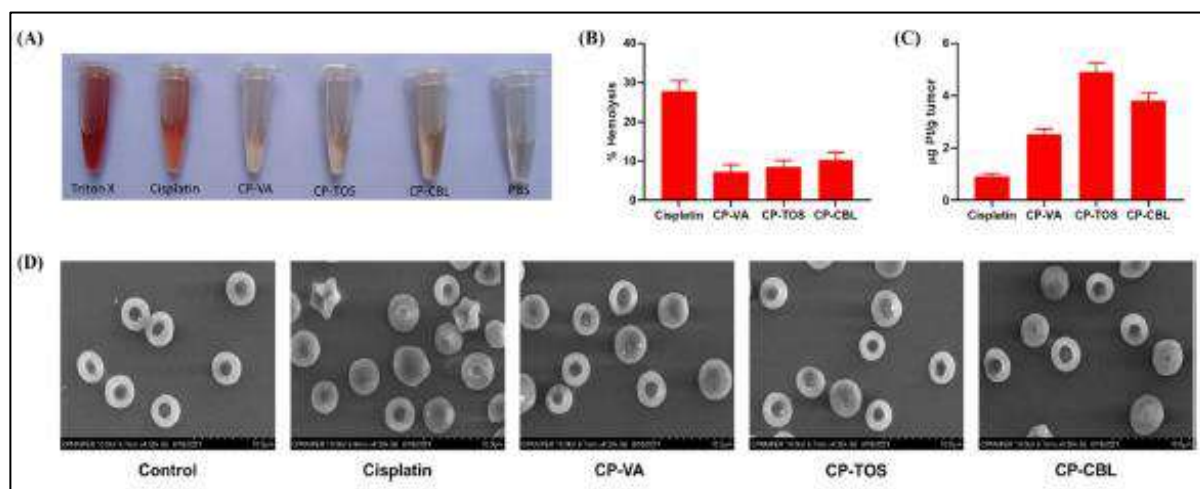 (A)
Triton X Cisplatin CP-VA CP-TOS CP-CBL PBS
(B)
% Hemolysis
40
30
20
10
0
Cisplatin CP-VA CP-TOS CP-CBL
(C)
µg Pt/g tumor
6
4
2
0
Cisplatin CP-VA CP-TOS CP-CBL
(D)
Control Cisplatin CP-VA CP-TOS CP-CBL